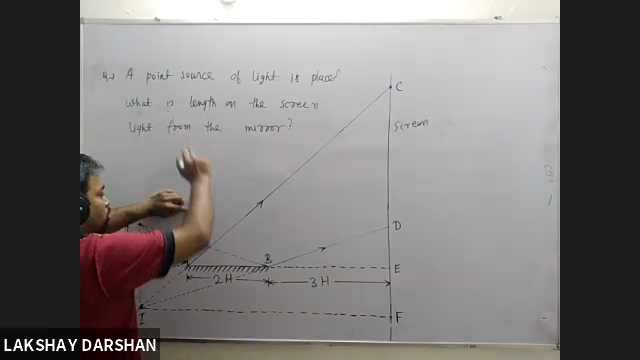 Q. A point source of light is placed
what is length on the screen
light from the mirror?
C
Screen
D
B
E
2H
3H
I
F
LAKSHAY DARSHAN